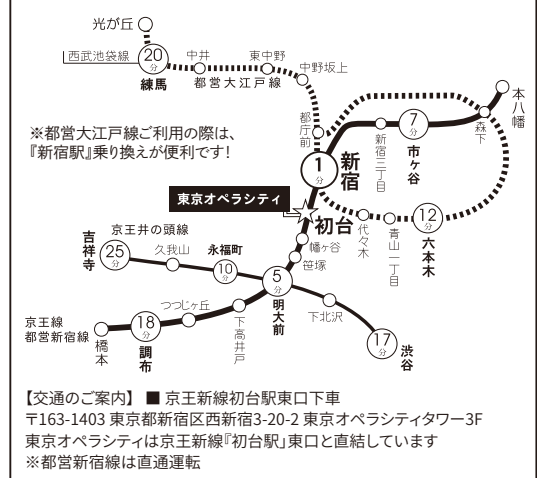 光が丘
西武池袋線
20分
練馬
中井
東中野
都営大江戸線
中野坂上
本八幡
※都営大江戸線ご利用の際は、
『新宿駅』乗り換えが便利です!
都庁前
新宿三丁目
7分
市ヶ谷
森下
1分
新宿
東京オペラシティ
初台
代々木
青山一丁目
12分
六本木
京王井の頭線
吉祥寺
25分
久我山
永福町
10分
幡ヶ谷
笹塚
5分
明大前
つつじヶ丘
下高井戸
下北沢
京王線
都営新宿線
橋本
18分
調布
17分
渋谷
【交通のご案内】 ■ 京王新線初台駅東口下車
〒163-1403 東京都新宿区西新宿3-20-2 東京オペラシティタワー3F
東京オペラシティは京王新線『初台駅』東口と直結しています
※都営新宿線は直通運転